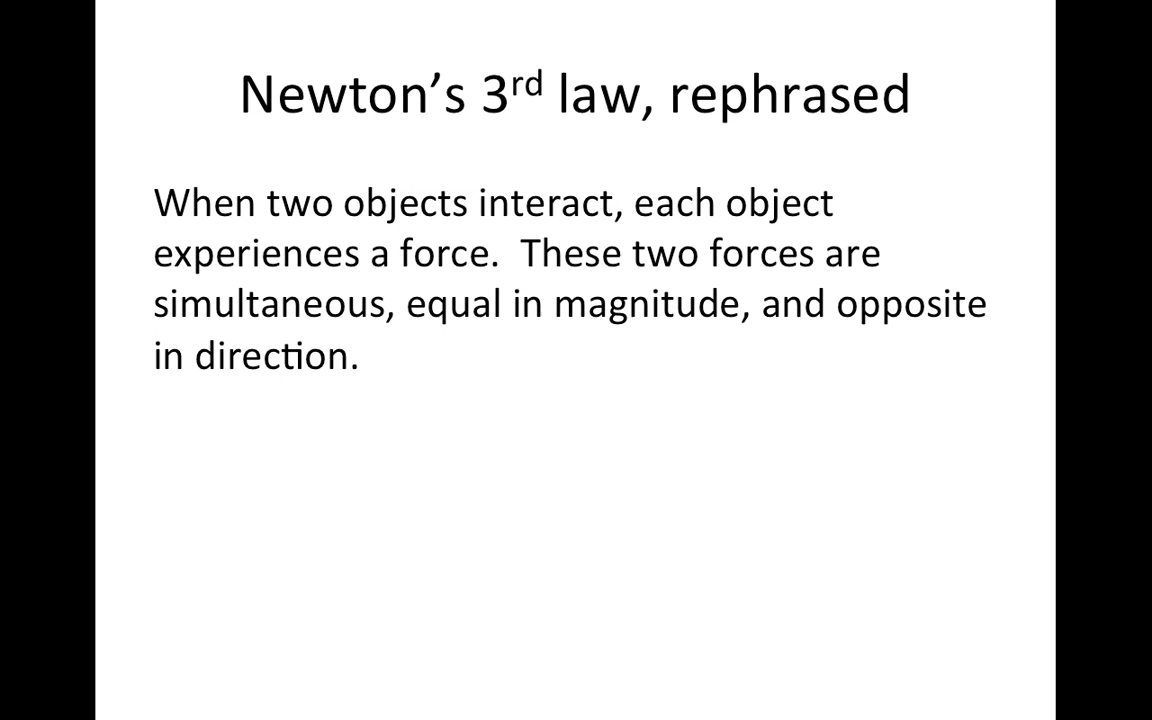 Newton’s 3rd law, rephrased
When two objects interact, each object
experiences a force.  These two forces are
simultaneous, equal in magnitude, and opposite
in direction.